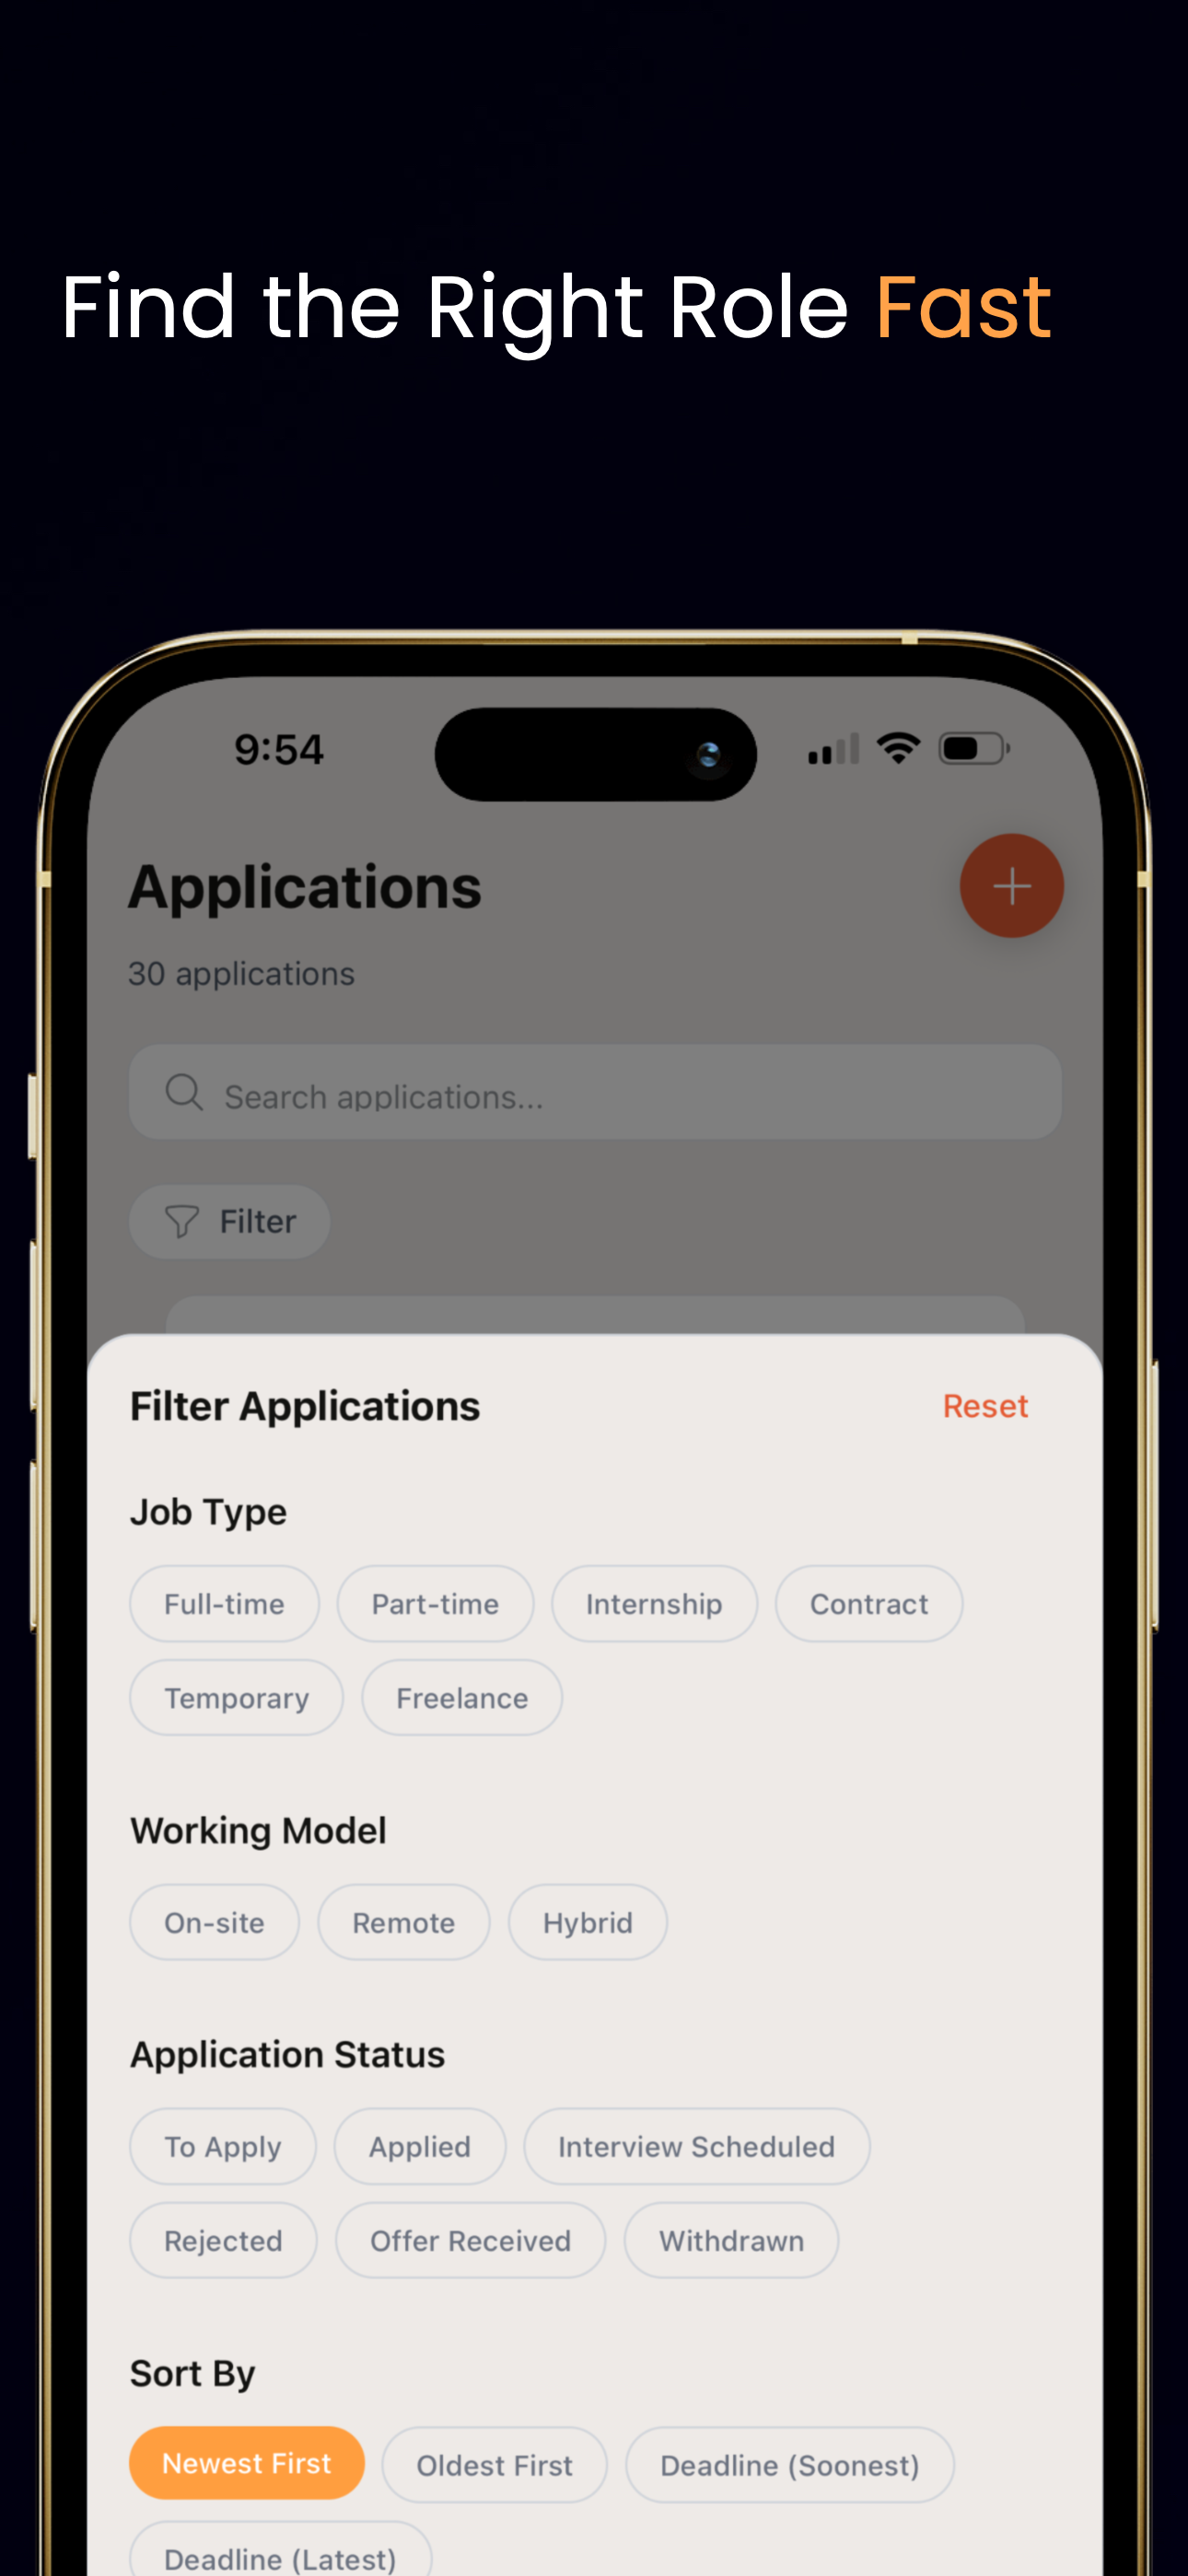 Find the Right Role Fast
9:54
Applications
30 applications
Search applications...
Filter
Filter Applications
Reset
Job Type
Full-time Part-time Internship Contract
Temporary Freelance
Working Model
On-site Remote Hybrid
Application Status
To Apply Applied Interview Scheduled
Rejected Offer Received Withdrawn
Sort By
Newest First Oldest First Deadline (Soonest)
Deadline (Latest)